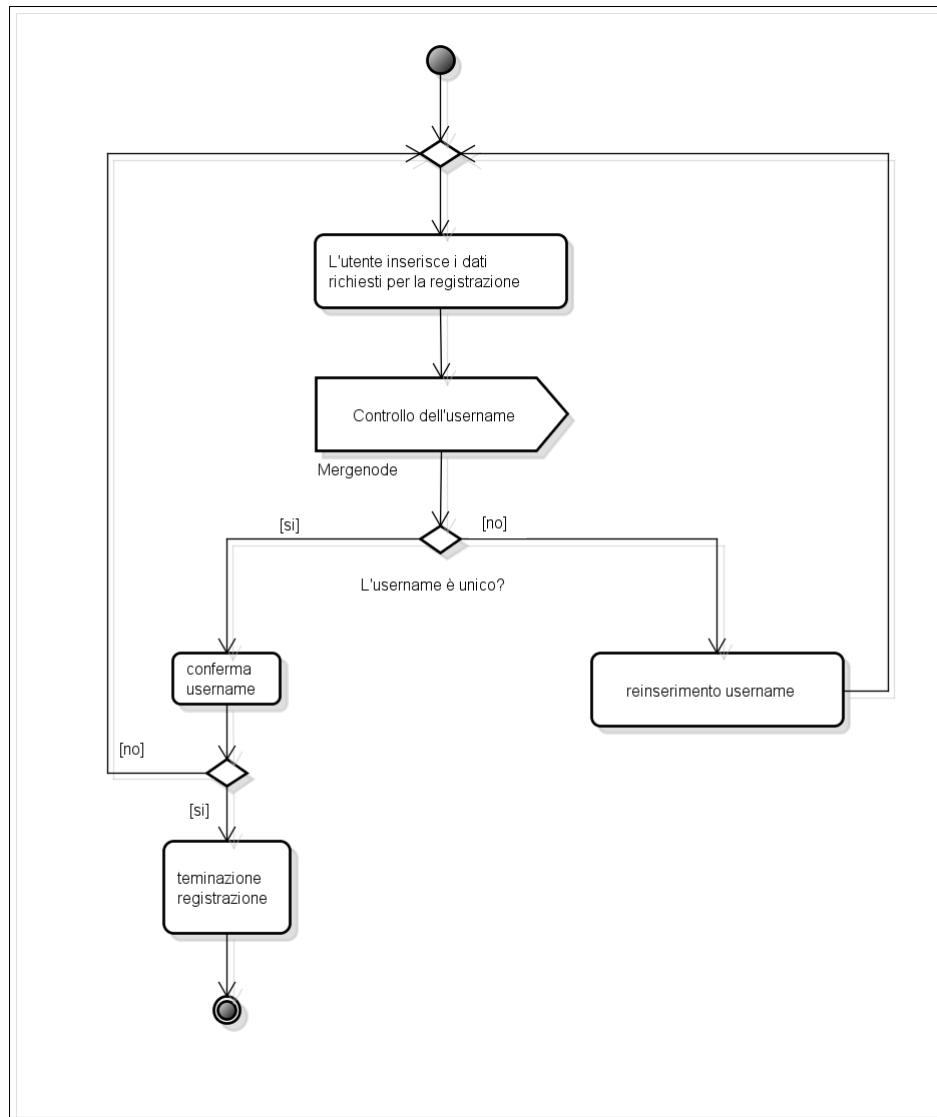 L'utente inserisce i dati
richiesti per la registrazione
Controllo dell'username
Mergenode
[si]
[no]
L'username è unico?
conferma
username
reinserimento username
[no]
[si]
teminazione
registrazione